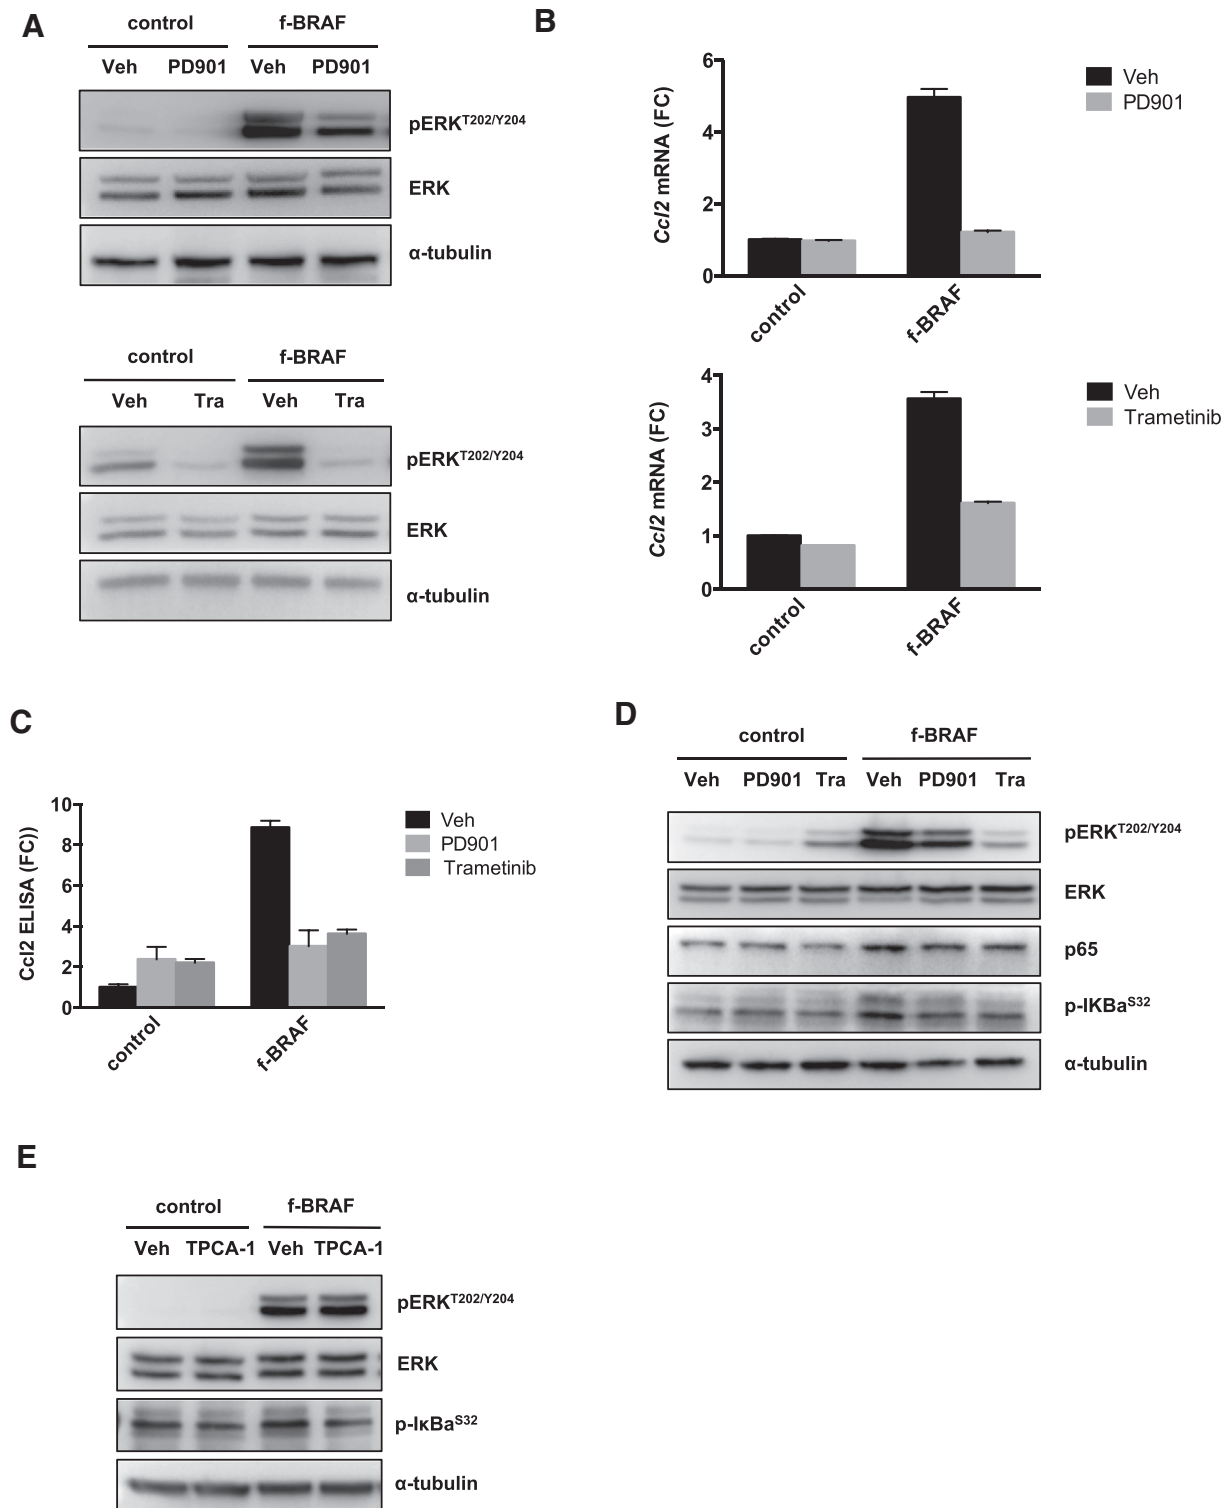 A
control f-BRAF
Veh PD901 Veh PD901
pERKT202/Y204
ERK
α-tubulin
control f-BRAF
Veh Tra Veh Tra
pERKT202/Y204
ERK
α-tubulin
B
6
4
2
0
Ccl2 mRNA (FC)
control
f-BRAF
Veh
PD901
4
3
2
1
0
Ccl2 mRNA (FC)
control
f-BRAF
Veh
Trametinib
C
10
8
6
4
2
0
Ccl2 ELISA (FC))
control
f-BRAF
Veh
PD901
Trametinib
D
control f-BRAF
Veh PD901 Tra Veh PD901 Tra
pERKT202/Y204
ERK
p65
p-IKBaS32
α-tubulin
E
control f-BRAF
Veh TPCA-1 Veh TPCA-1
pERKT202/Y204
ERK
p-IκBaS32
α-tubulin